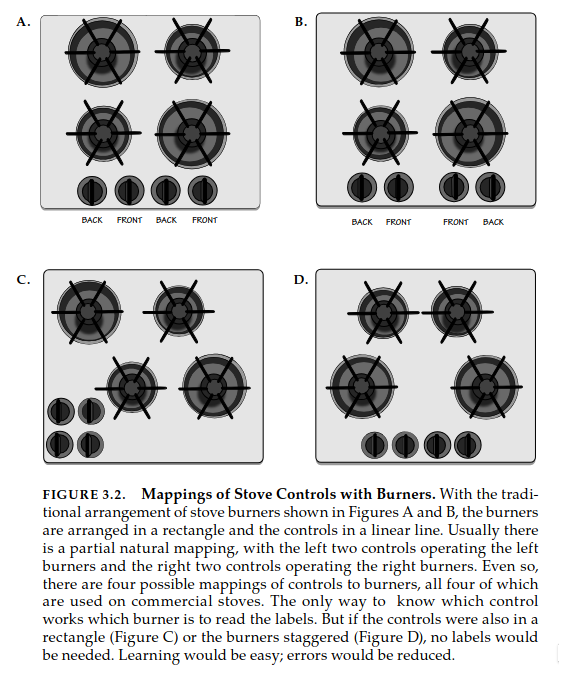 A.
B.
BACK FRONT BACK FRONT
BACK FRONT FRONT BACK
C.
D.
FIGURE 3.2. Mappings of Stove Controls with Burners. With the tradi-
tional arrangement of stove burners shown in Figures A and B, the burners
are arranged in a rectangle and the controls in a linear line. Usually there
is a partial natural mapping, with the left two controls operating the left
burners and the right two controls operating the right burners. Even so,
there are four possible mappings of controls to burners, all four of which
are used on commercial stoves. The only way to know which control
works which burner is to read the labels. But if the controls were also in a
rectangle (Figure C) or the burners staggered (Figure D), no labels would
be needed. Learning would be easy; errors would be reduced.